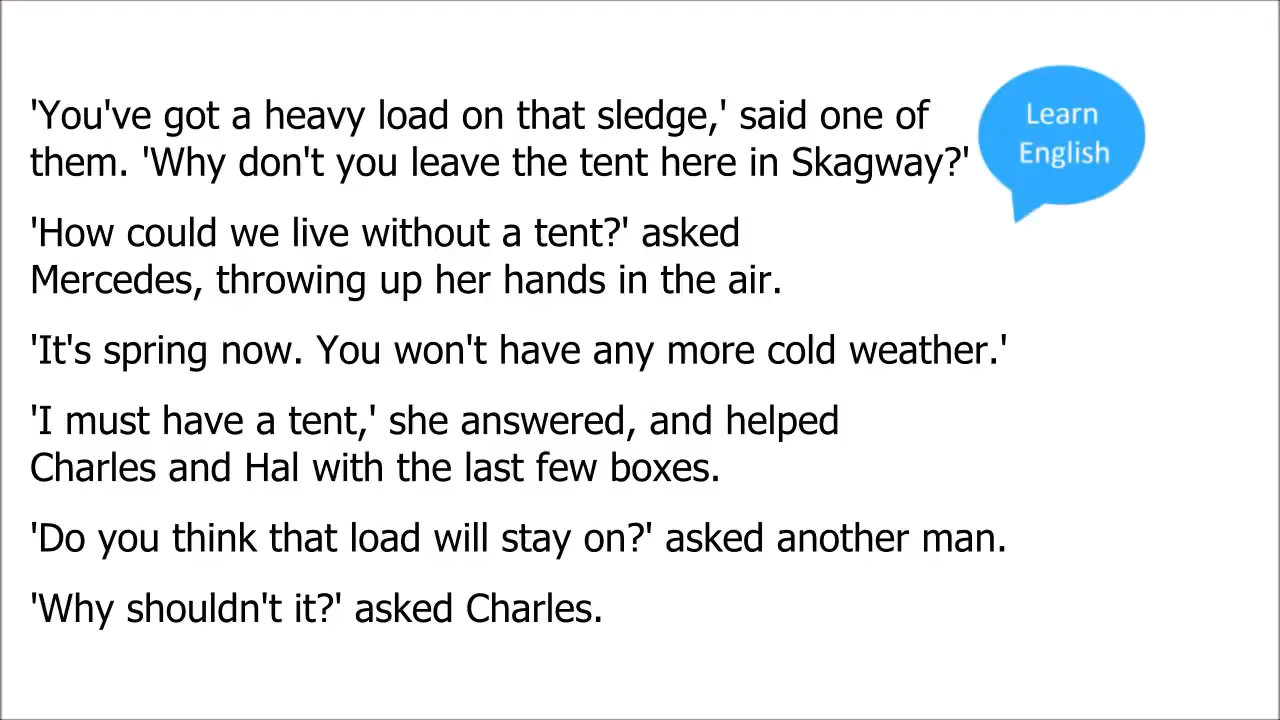 'You've got a heavy load on that sledge,' said one of
them. 'Why don't you leave the tent here in Skagway?'
'How could we live without a tent?' asked
Mercedes, throwing up her hands in the air.
'It's spring now. You won't have any more cold weather.'
'I must have a tent,' she answered, and helped
Charles and Hal with the last few boxes.
'Do you think that load will stay on?' asked another man.
'Why shouldn't it?' asked Charles.
Learn
English